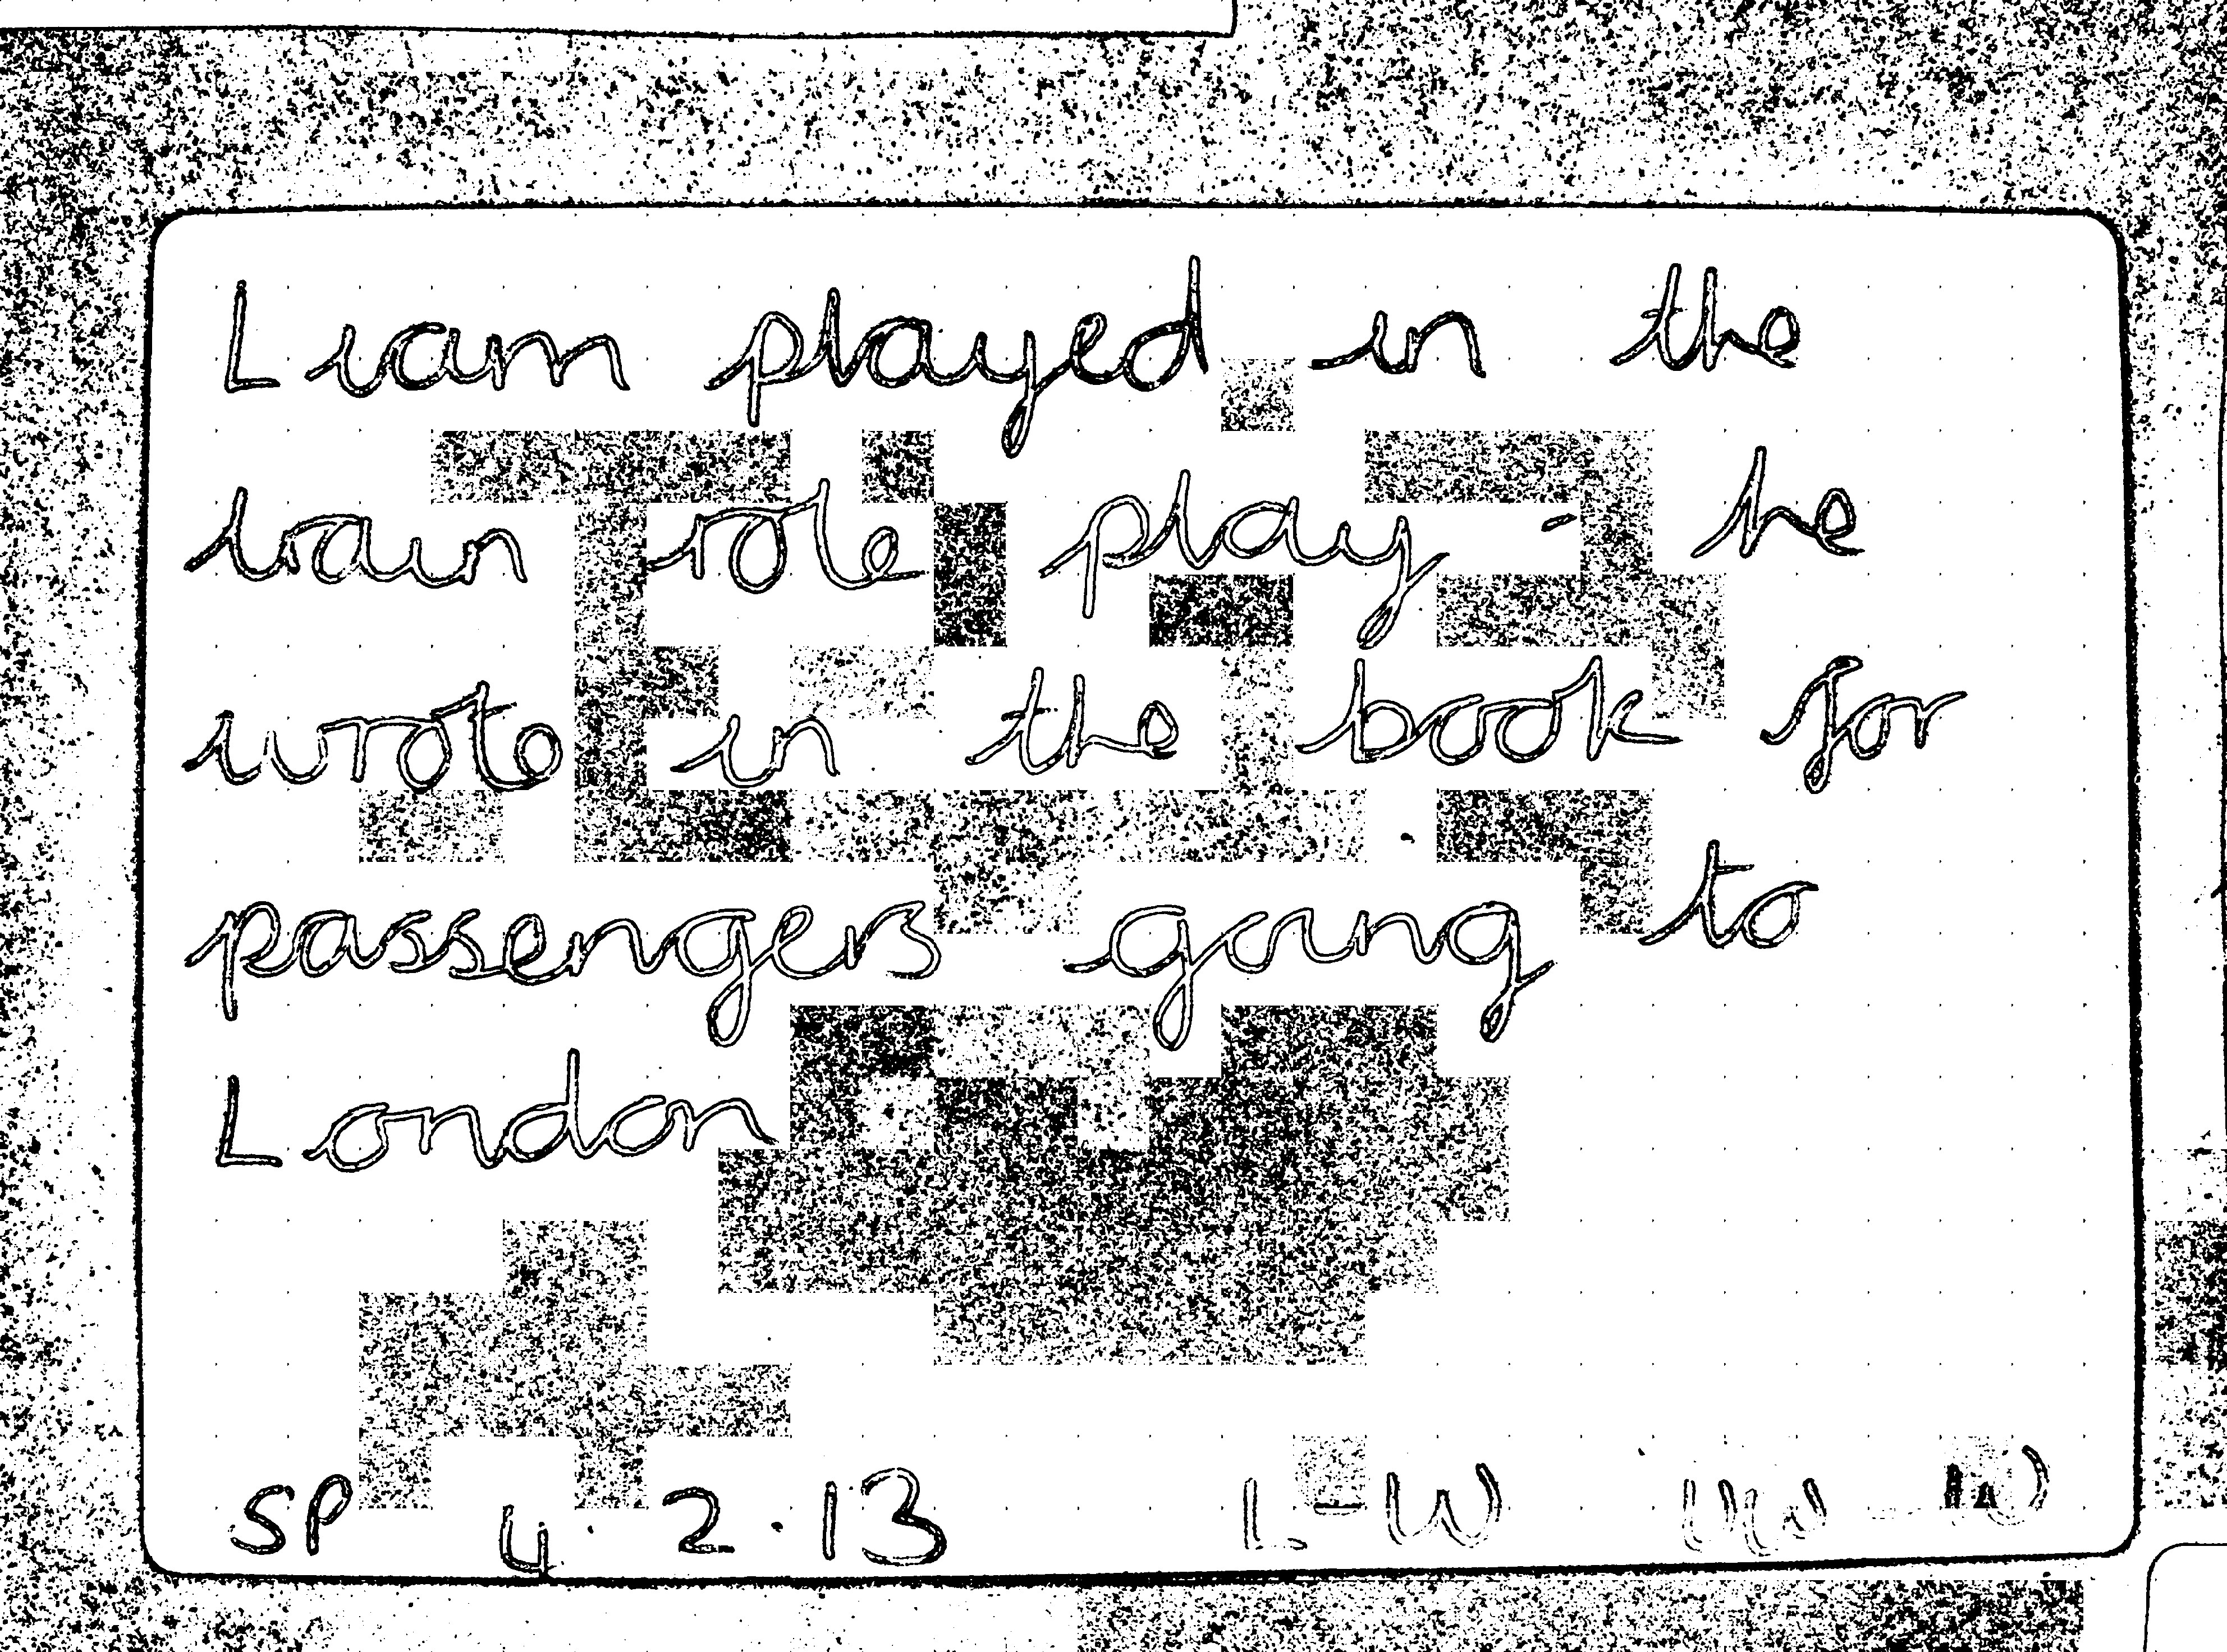 Liam played in the
train role play - he
wrote in the book for
passengers going to
London
SP 4.2.13 L-W